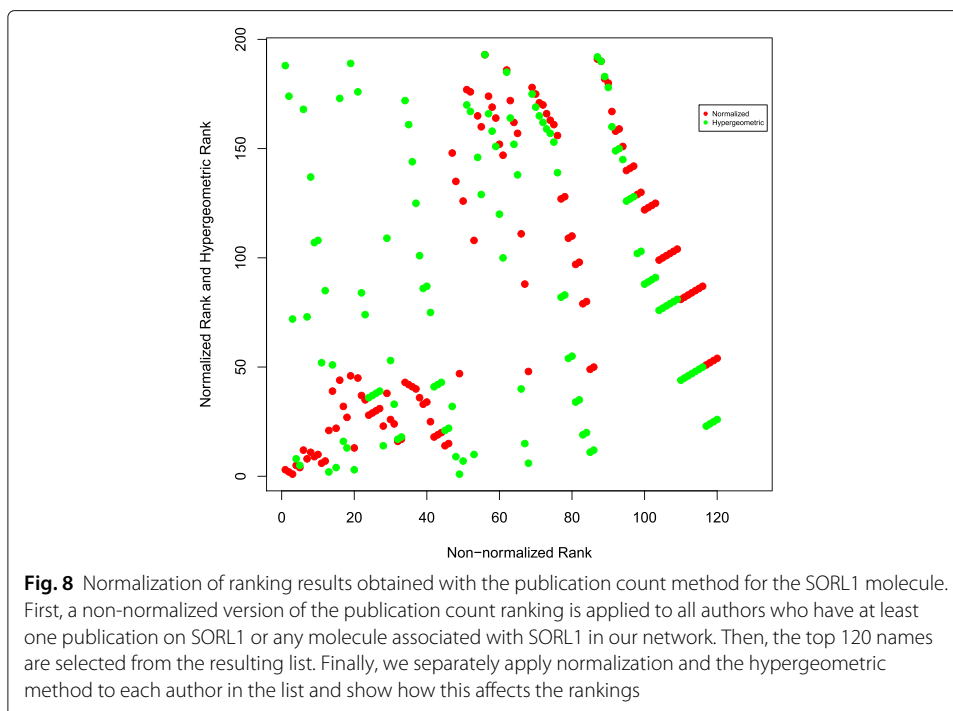 200
150
100
50
0
Normalized Rank and Hypergeometric Rank
Normalized
Hypergeometric
0 20 40 60 80 100 120
Non-normalized Rank
Fig. 8 Normalization of ranking results obtained with the publication count method for the SORL1 molecule.
First, a non-normalized version of the publication count ranking is applied to all authors who have at least
one publication on SORL1 or any molecule associated with SORL1 in our network. Then, the top 120 names
are selected from the resulting list. Finally, we separately apply normalization and the hypergeometric
method to each author in the list and show how this affects the rankings